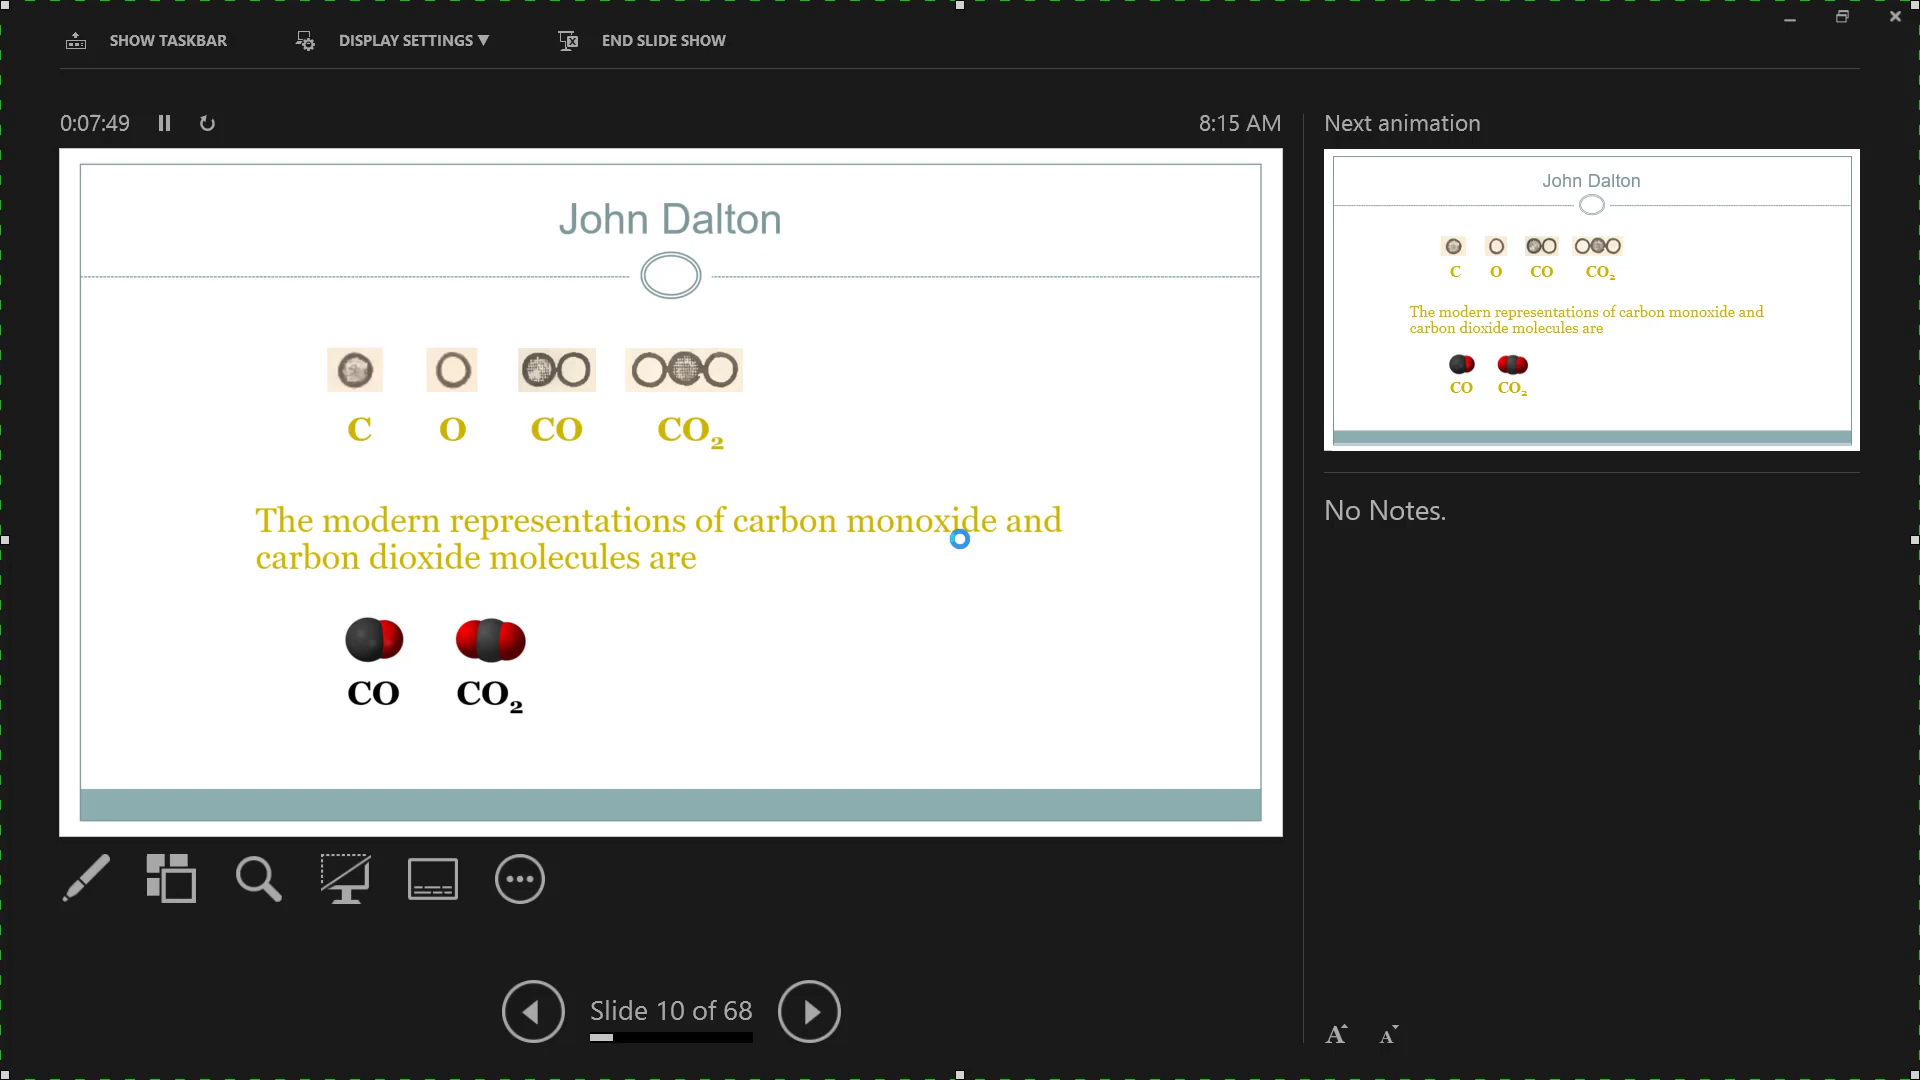 SHOW TASKBAR
DISPLAY SETTINGS ▼
END SLIDE SHOW
0:07:49
8:15 AM
John Dalton
C O CO CO₂
The modern representations of carbon monoxide and
carbon dioxide molecules are
CO CO₂
Slide 10 of 68
Next animation
John Dalton
C O CO CO₂
The modern representations of carbon monoxide and
carbon dioxide molecules are
CO CO₂
No Notes.
A A